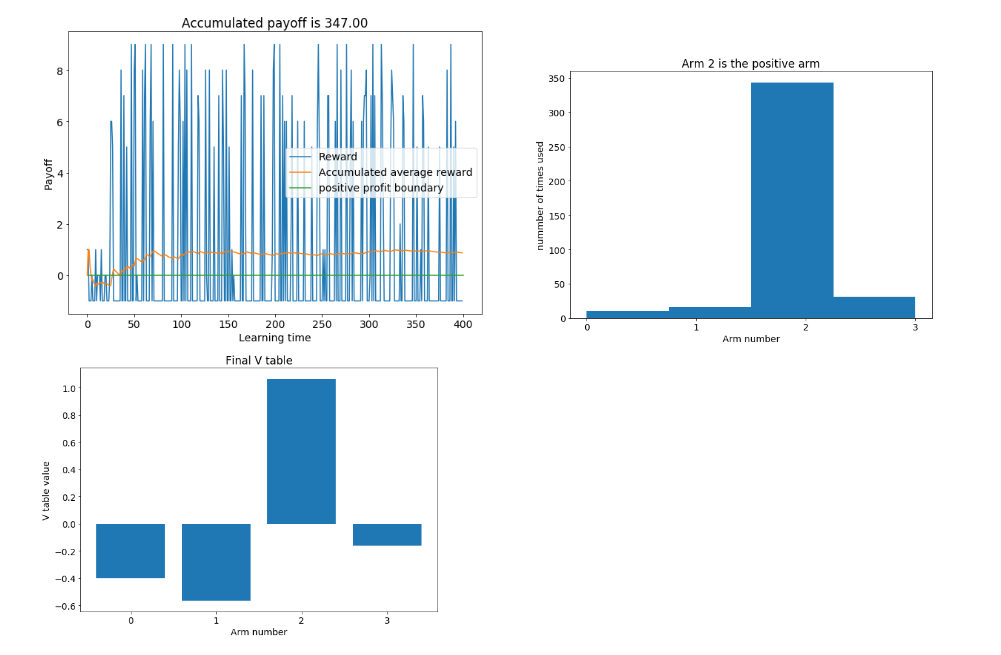 Accumulated payoff is 347.00
8
6
4
2
0
Payoff
Reward
Accumulated average reward
positive profit boundary
0 50 100 150 200 250 300 350 400
Learning time
Arm 2 is the positive arm
350
300
250
200
150
100
50
0
nummber of times used
0 1 2 3
Arm number
Final V table
1.0
0.8
0.6
0.4
0.2
0.0
−0.2
−0.4
−0.6
V table value
0 1 2 3
Arm number